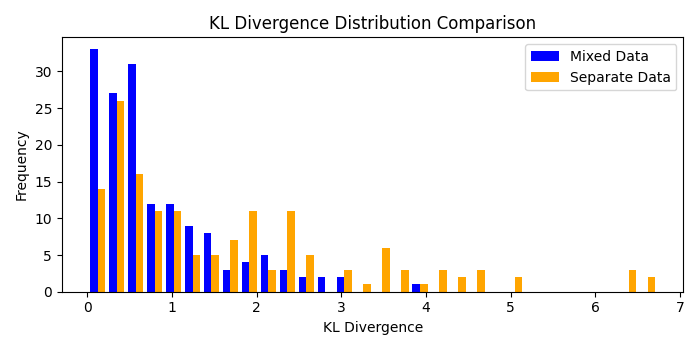 KL Divergence Distribution Comparison
Mixed Data
Separate Data
Frequency
30
25
20
15
10
5
0
0 1 2 3 4 5 6 7
KL Divergence